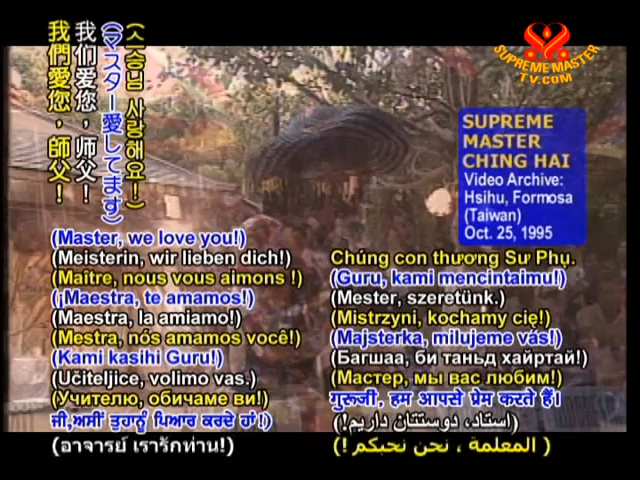 (스승님 사랑해요!)
(マスター愛してます)
我们爱您，师父！
我們愛您，師父！
SUPREME MASTER
TV.COM
SUPREME
MASTER
CHING HAI
Video Archive:
Hsihu, Formosa
(Taiwan)
Oct. 25, 1995
(Master, we love you!)
(Meisterin, wir lieben dich!)
(Maître, nous vous aimons !)
(¡Maestra, te amamos!)
(Maestra, la amiamo!)
(Mestra, nós amamos você!)
(Kami kasihi Guru!)
(Učiteljice, volimo vas.)
(Учителю, обичаме ви!)
ਜੀ,ਅਸੀਂ ਤੁਹਾਨੂੰ ਪਿਆਰ ਕਰਦੇ ਹਾਂ!)
(อาจารย์ เรารักท่าน!)
Chúng con thương Sư Phụ.
(Guru, kami mencintaimu!)
(Mester, szeretünk.)
(Mistrzyni, kochamy cię!)
(Majsterka, milujeme vás!)
(Багшаа, би таньд хайртай!)
(Мастер, мы вас любим!)
गुरूजी, हम आपसे प्रेम करते हैं।
(استاد، دوستتان داریم!)
( المعلمة ، نحن نحبكم !)